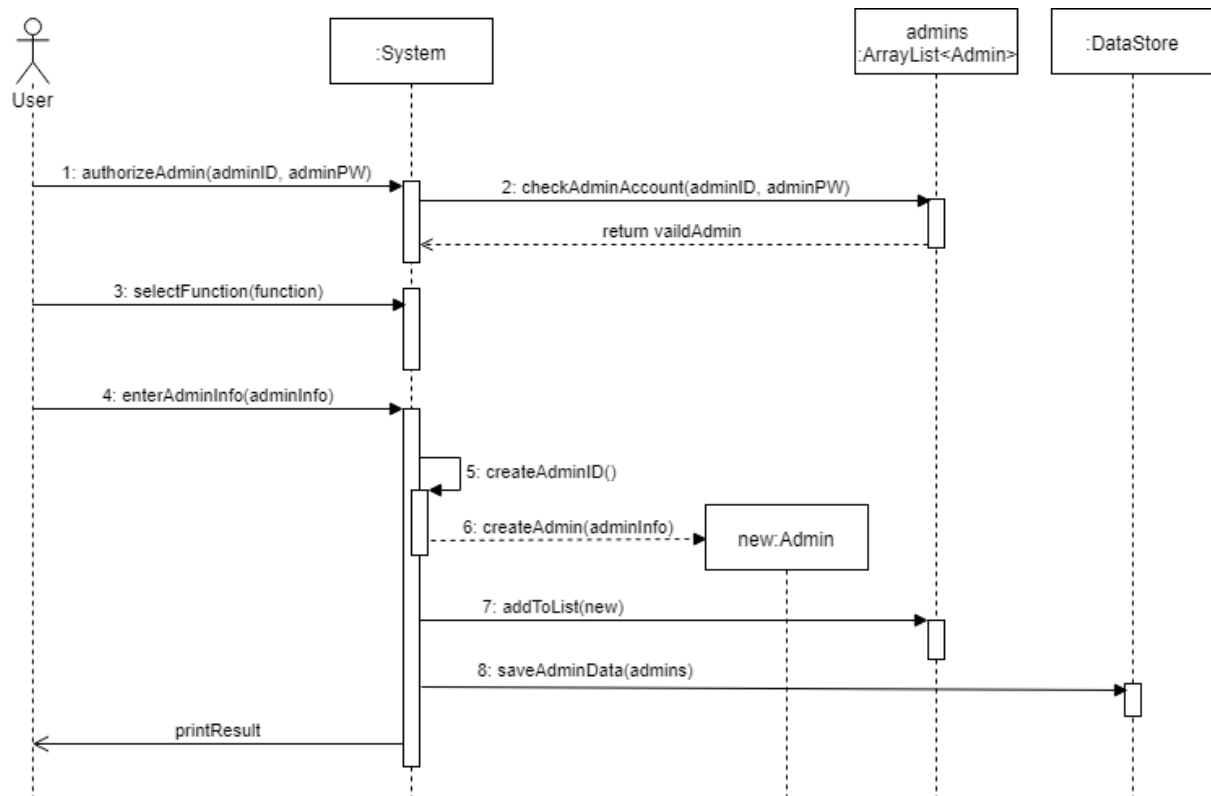 User
:System
admins
:ArrayList<Admin>
:DataStore
1: authorizeAdmin(adminID, adminPW)
2: checkAdminAccount(adminID, adminPW)
return vaildAdmin
3: selectFunction(function)
4: enterAdminInfo(adminInfo)
5: createAdminID()
6: createAdmin(adminInfo)
new:Admin
7: addToList(new)
8: saveAdminData(admins)
printResult